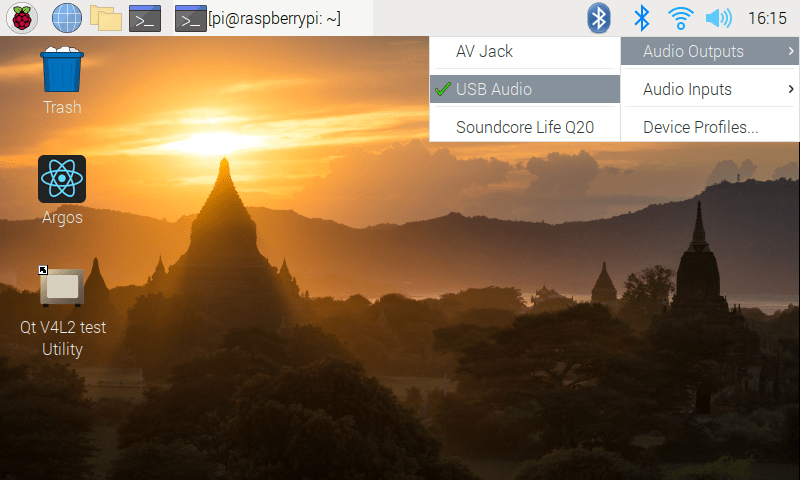 [pi@raspberrypi: ~]
16:15
AV Jack
USB Audio
Soundcore Life Q20
Audio Outputs
Audio Inputs
Device Profiles...
Trash
Argos
Qt V4L2 test
Utility